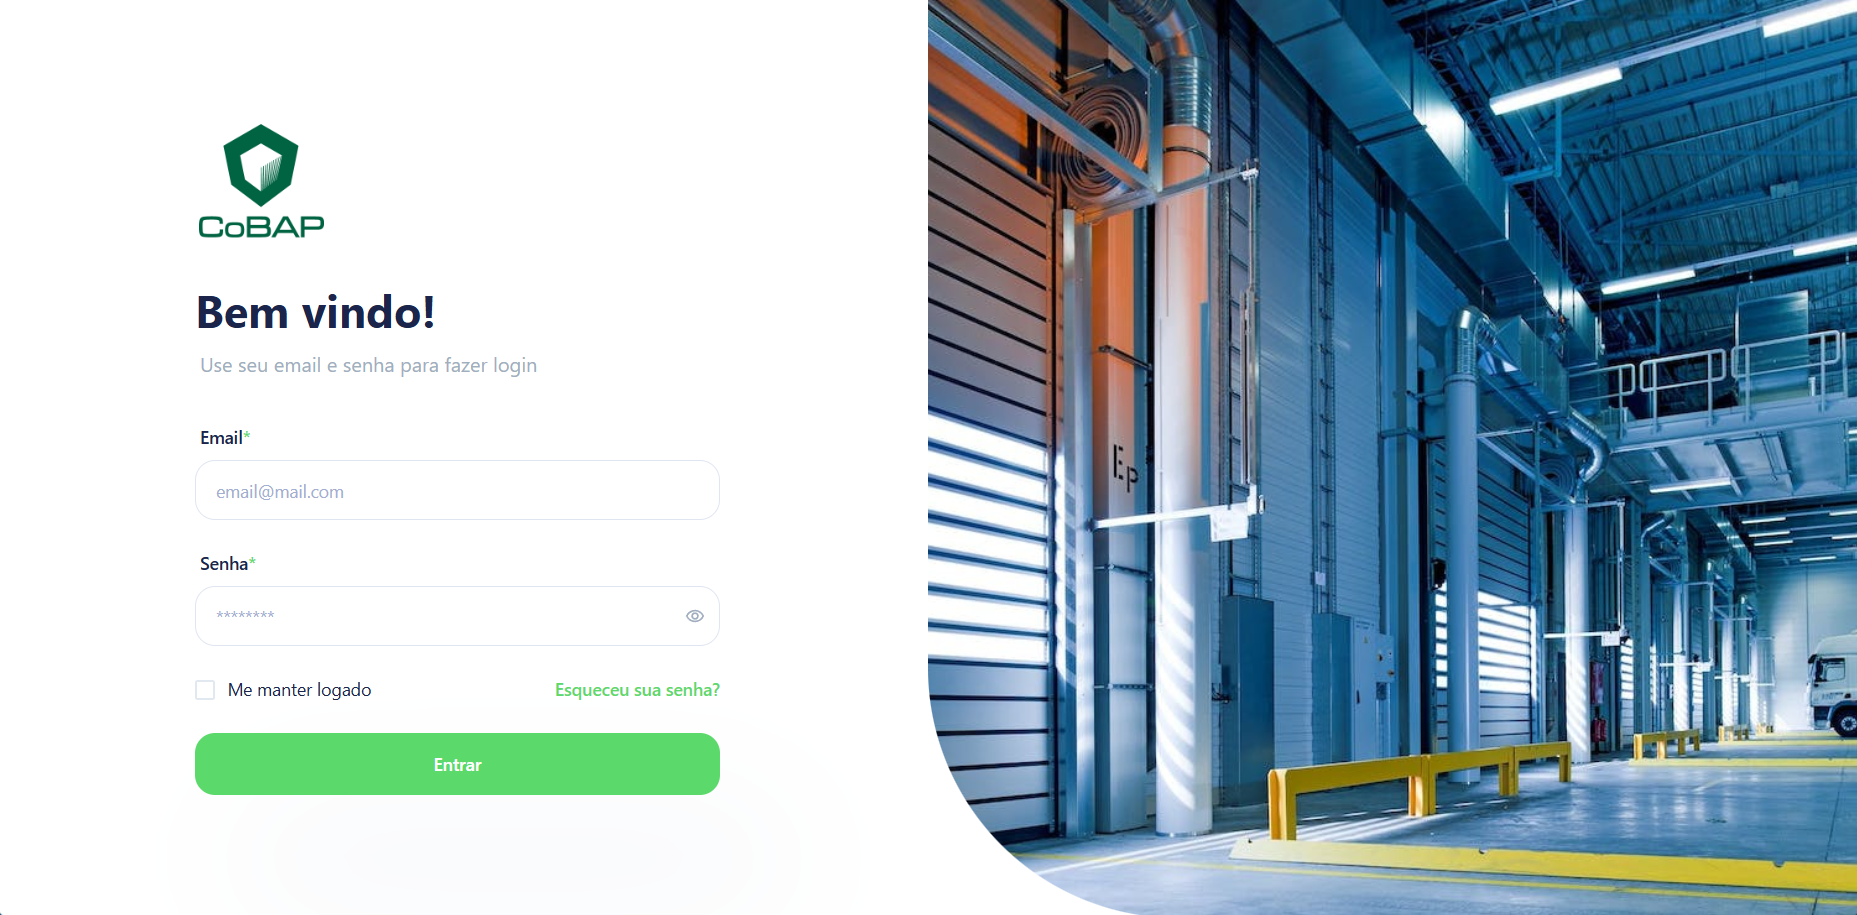 CoBAP
Bem vindo!
Use seu email e senha para fazer login
Email*
email@mail.com
Senha*
********
Me manter logado
Esqueceu sua senha?
Entrar
Ep